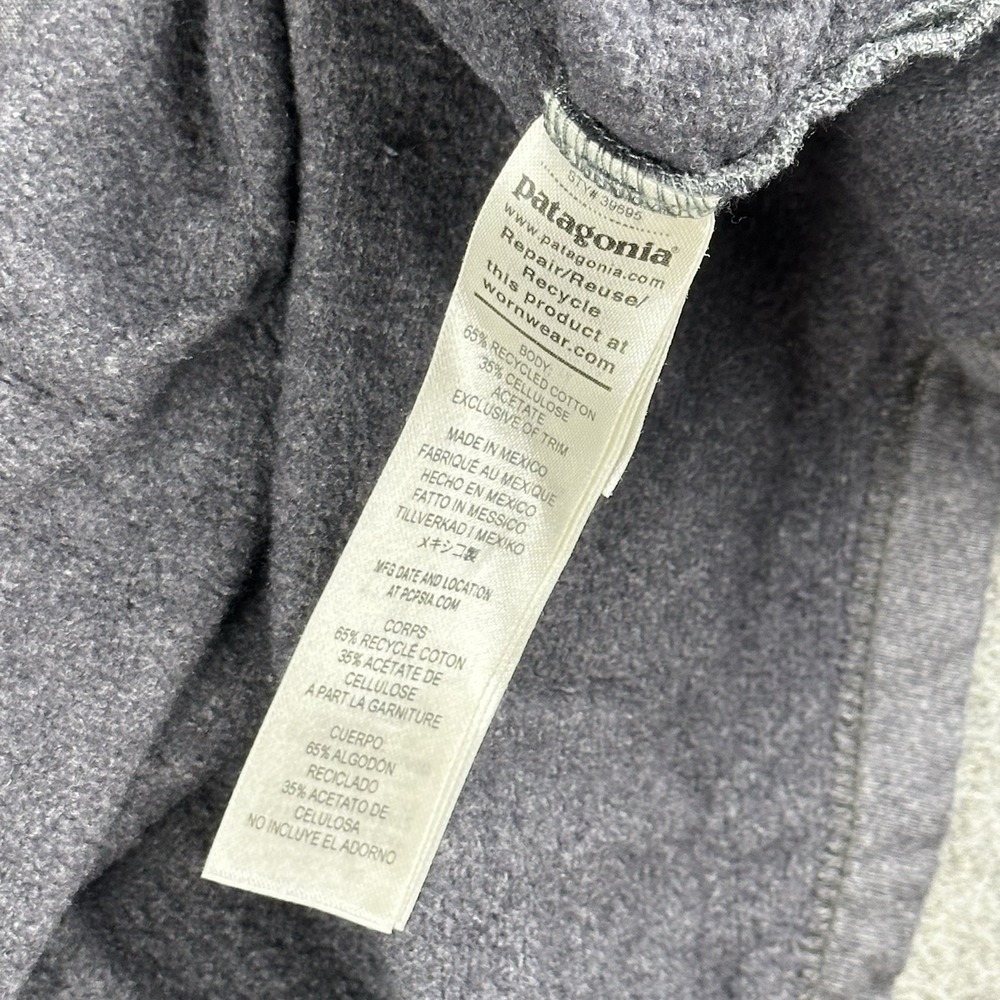 STY# 39695
patagonia®
www.patagonia.com
Repair/Reuse/
Recycle
this product at
wornwear.com
BODY:
65% RECYCLED COTTON
35% CELLULOSE
ACETATE
EXCLUSIVE OF TRIM
MADE IN MEXICO
FABRIQUÉ AU MEXIQUE
HECHO EN MÉXICO
FATTO IN MESSICO
TILLVERKAD I MEXIKO
メキシコ製
MFG DATE AND LOCATION
AT PCPSIA.COM
CORPS
65% RECYCLÉ COTON
35% ACÉTATE DE
CELLULOSE
A PART LA GARNITURE
CUERPO
65% ALGODÓN
RECICLADO
35% ACETATO DE
CELULOSA
NO INCLUYE EL ADORNO